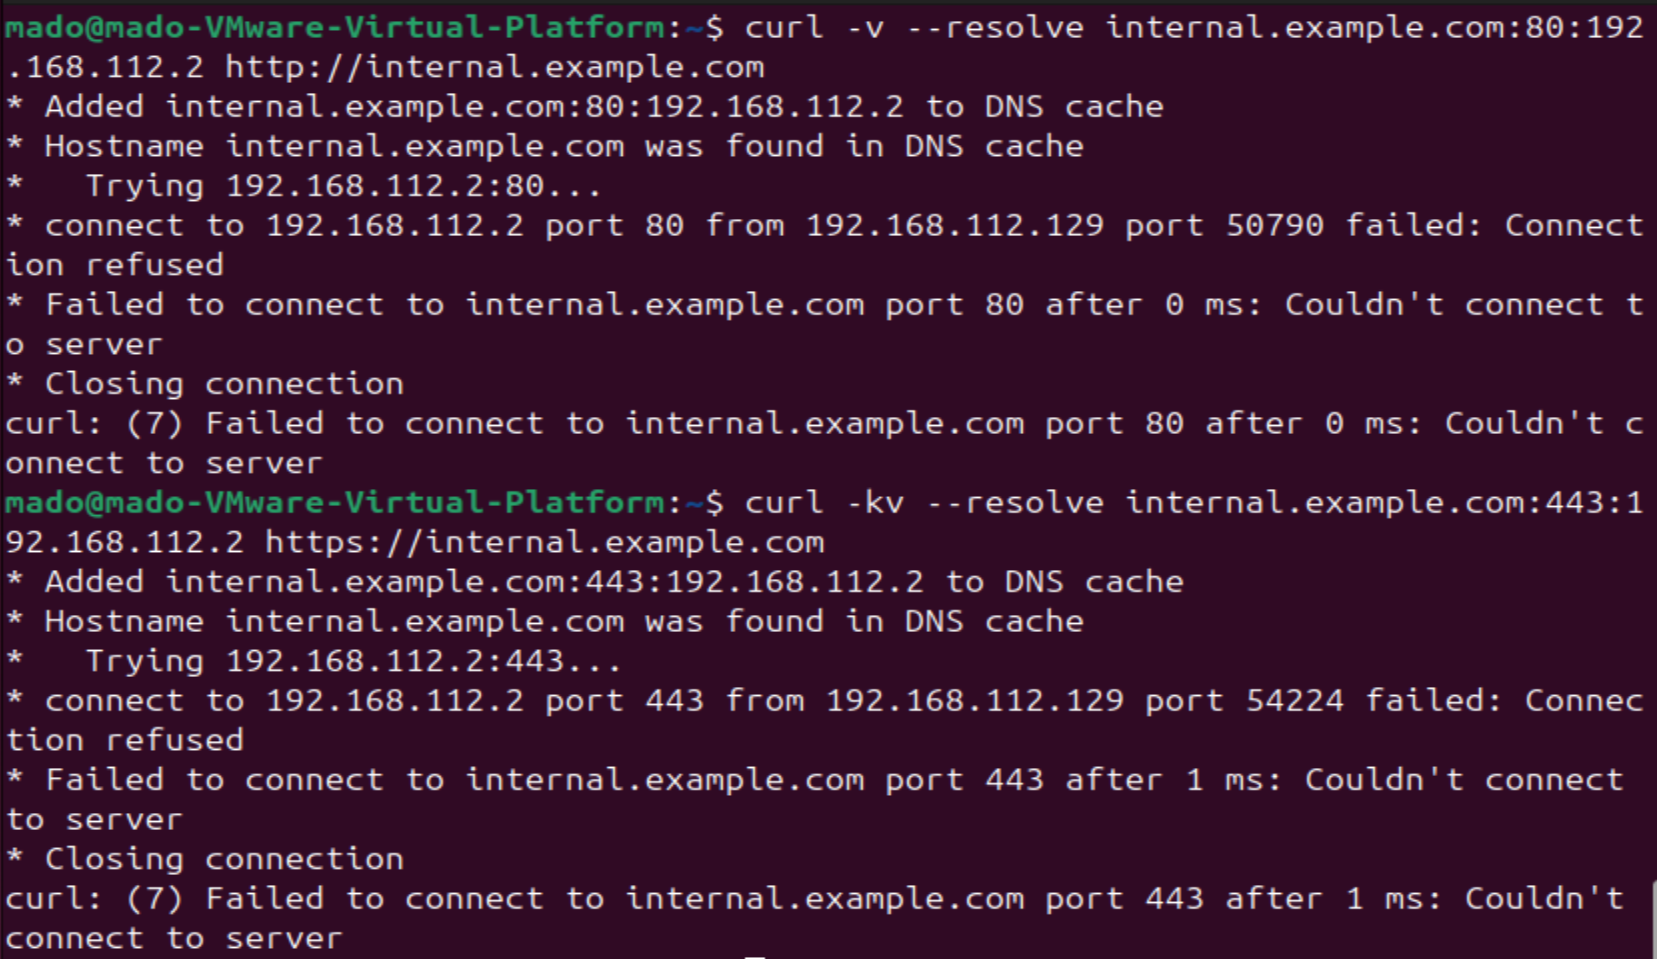 mado@mado-VMware-Virtual-Platform:~$ curl -v --resolve internal.example.com:80:192
.168.112.2 http://internal.example.com
* Added internal.example.com:80:192.168.112.2 to DNS cache
* Hostname internal.example.com was found in DNS cache
*   Trying 192.168.112.2:80...
* connect to 192.168.112.2 port 80 from 192.168.112.129 port 50790 failed: Connect
ion refused
* Failed to connect to internal.example.com port 80 after 0 ms: Couldn't connect t
o server
* Closing connection
curl: (7) Failed to connect to internal.example.com port 80 after 0 ms: Couldn't c
onnect to server
mado@mado-VMware-Virtual-Platform:~$ curl -kv --resolve internal.example.com:443:1
92.168.112.2 https://internal.example.com
* Added internal.example.com:443:192.168.112.2 to DNS cache
* Hostname internal.example.com was found in DNS cache
*   Trying 192.168.112.2:443...
* connect to 192.168.112.2 port 443 from 192.168.112.129 port 54224 failed: Connec
tion refused
* Failed to connect to internal.example.com port 443 after 1 ms: Couldn't connect
to server
* Closing connection
curl: (7) Failed to connect to internal.example.com port 443 after 1 ms: Couldn't
connect to server